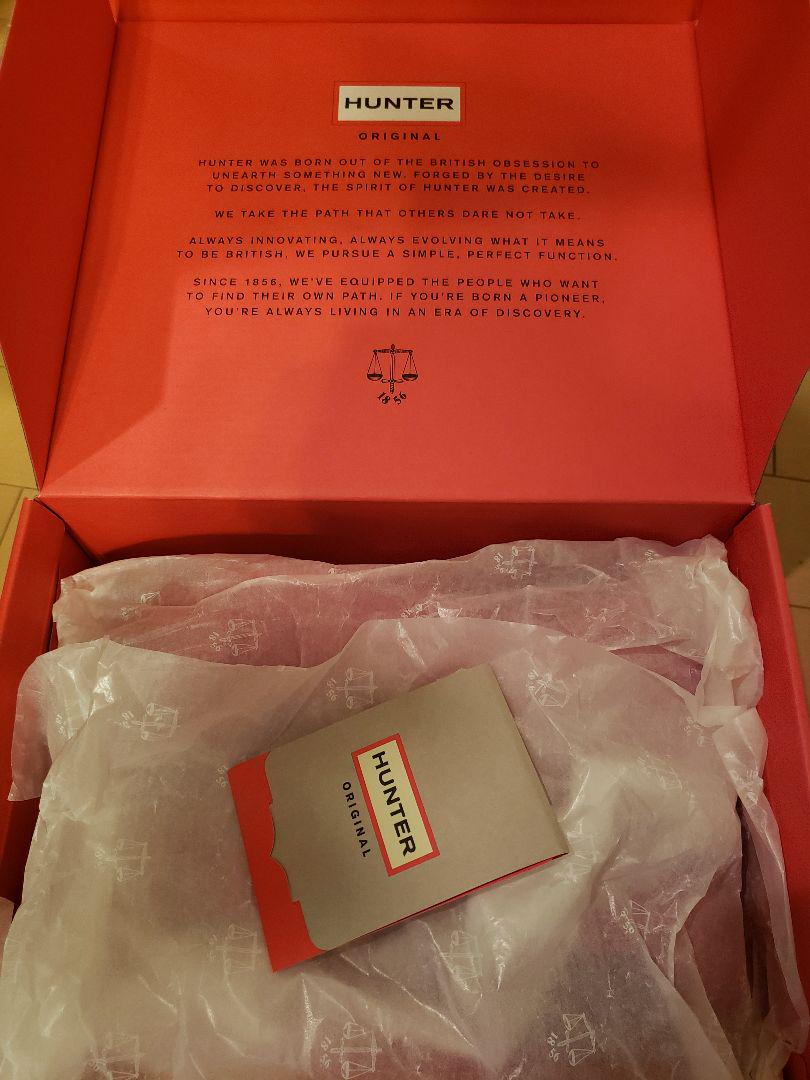 HUNTER
ORIGINAL
HUNTER WAS BORN OUT OF THE BRITISH OBSESSION TO
UNEARTH SOMETHING NEW. FORGED BY THE DESIRE
TO DISCOVER, THE SPIRIT OF HUNTER WAS CREATED.
WE TAKE THE PATH THAT OTHERS DARE NOT TAKE.
ALWAYS INNOVATING, ALWAYS EVOLVING WHAT IT MEANS
TO BE BRITISH, WE PURSUE A SIMPLE, PERFECT FUNCTION.
SINCE 1856, WE'VE EQUIPPED THE PEOPLE WHO WANT
TO FIND THEIR OWN PATH. IF YOU'RE BORN A PIONEER,
YOU'RE ALWAYS LIVING IN AN ERA OF DISCOVERY.
1856
HUNTER
ORIGINAL